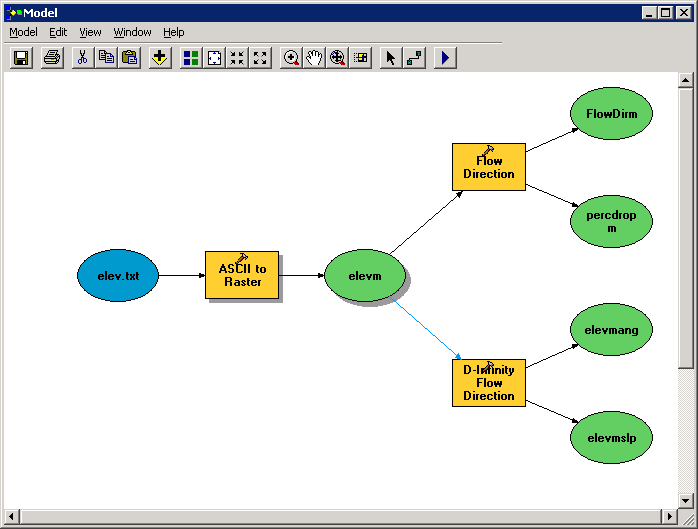 Model
Model Edit View Window Help
FlowDirm
Flow
Direction
percdrop
m
elev.txt
ASCII to
Raster
elevm
elevmang
D-Infinity
Flow
Direction
elevmslp